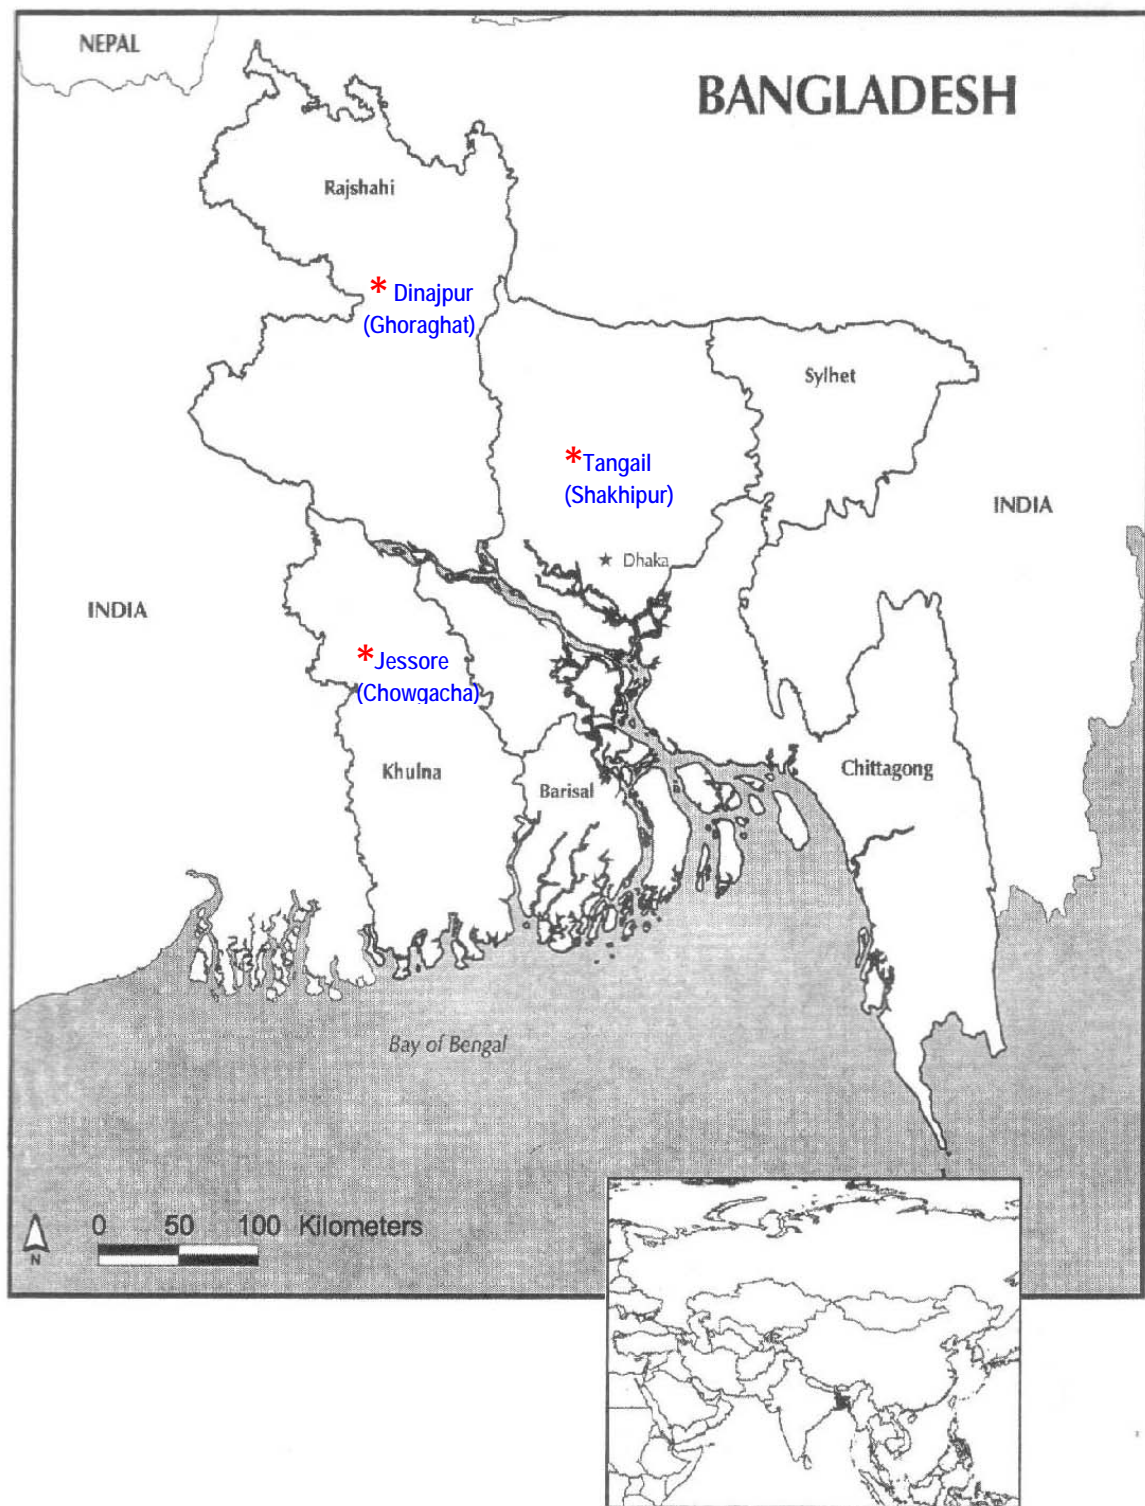 NEPAL
BANGLADESH
Rajshahi
* Dinajpur
(Ghoraghat)
Sylhet
*Tangail
(Shakhipur)
INDIA
★ Dhaka
INDIA
*Jessore
(Chowgacha)
Khulna
Barisal
Chittagong
Bay of Bengal
0 50 100 Kilometers
N